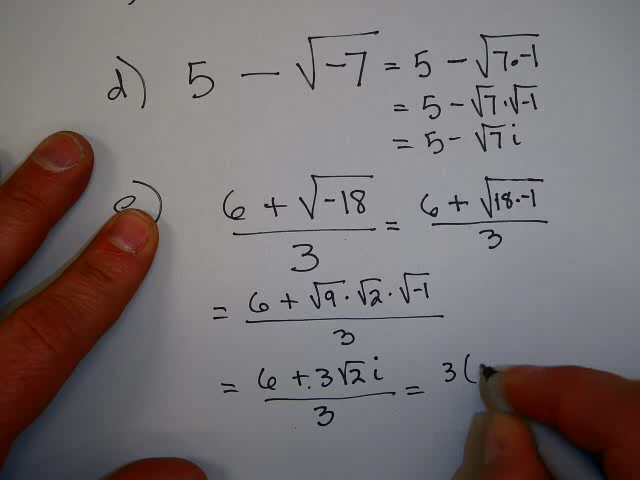 d) 5 - √-7 = 5 - √7·-1
= 5 - √7·√-1
= 5 - √7 i
e) (6 + √-18)/3 = (6 + √18·-1)/3
= (6 + √9·√2·√-1)/3
= (6 + 3√2 i)/3 = 3(